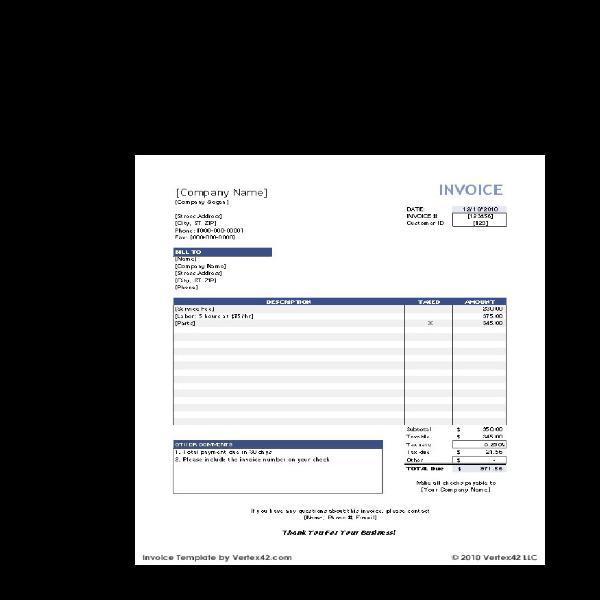 [Company Name]
INVOICE
[Company Slogan]
[Street Address]
[City, ST ZIP]
Phone: [000-000-0000]
Fax: [000-000-0000]
DATE
INVOICE # [123456]
Customer ID [123]
BILL TO
[Name]
[Company Name]
[Street Address]
[City, ST ZIP]
[Phone]
DESCRIPTION TAXED AMOUNT
[Service Fee] 230.00
[Labor: 5 hours at $75/hr] 375.00
[Parts] X 345.00
Subtotal $ 950.00
Taxable $ 345.00
Tax rate 6.250%
Tax due $ 21.56
Other $ -
TOTAL Due $ 971.56
OTHER COMMENTS
1. Total payment due in 30 days
2. Please include the invoice number on your check
Make all checks payable to
[Your Company Name]
If you have any questions about this invoice, please contact
[Name, Phone #, E-mail]
Thank You For Your Business!
Invoice Template by Vertex42.com
© 2010 Vertex42 LLC